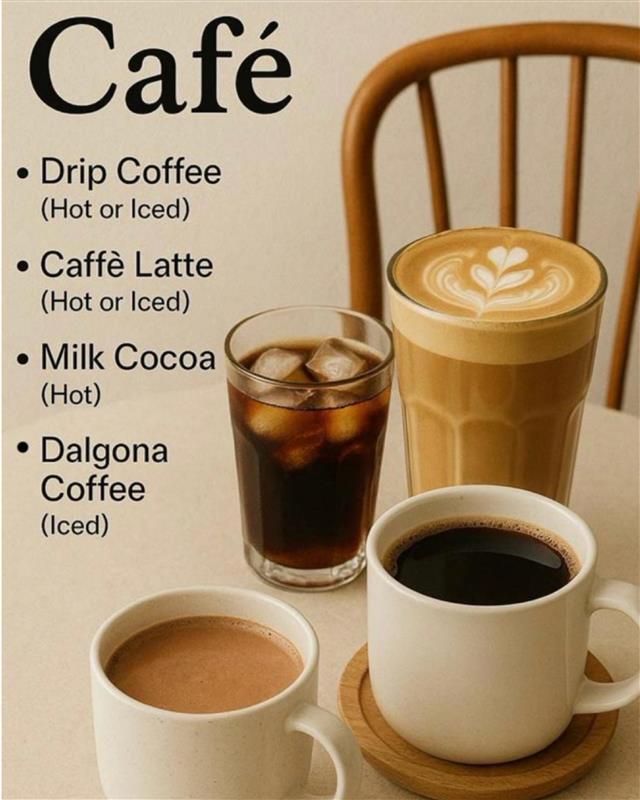 Café
• Drip Coffee
(Hot or Iced)
• Caffè Latte
(Hot or Iced)
• Milk Cocoa
(Hot)
• Dalgona
Coffee
(Iced)